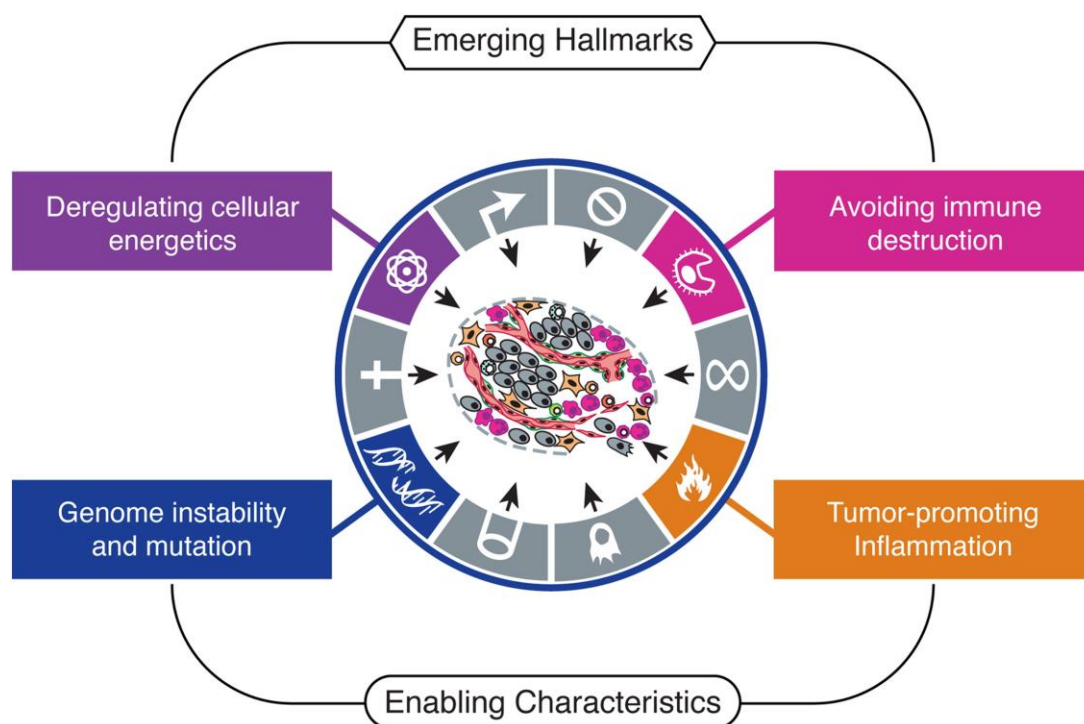 Emerging Hallmarks
Deregulating cellular
energetics
Avoiding immune
destruction
Genome instability
and mutation
Tumor-promoting
Inflammation
Enabling Characteristics